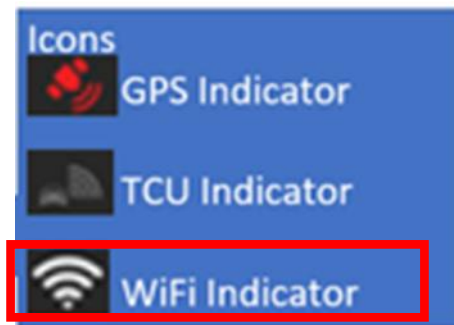 Icons
GPS Indicator
TCU Indicator
WiFi Indicator